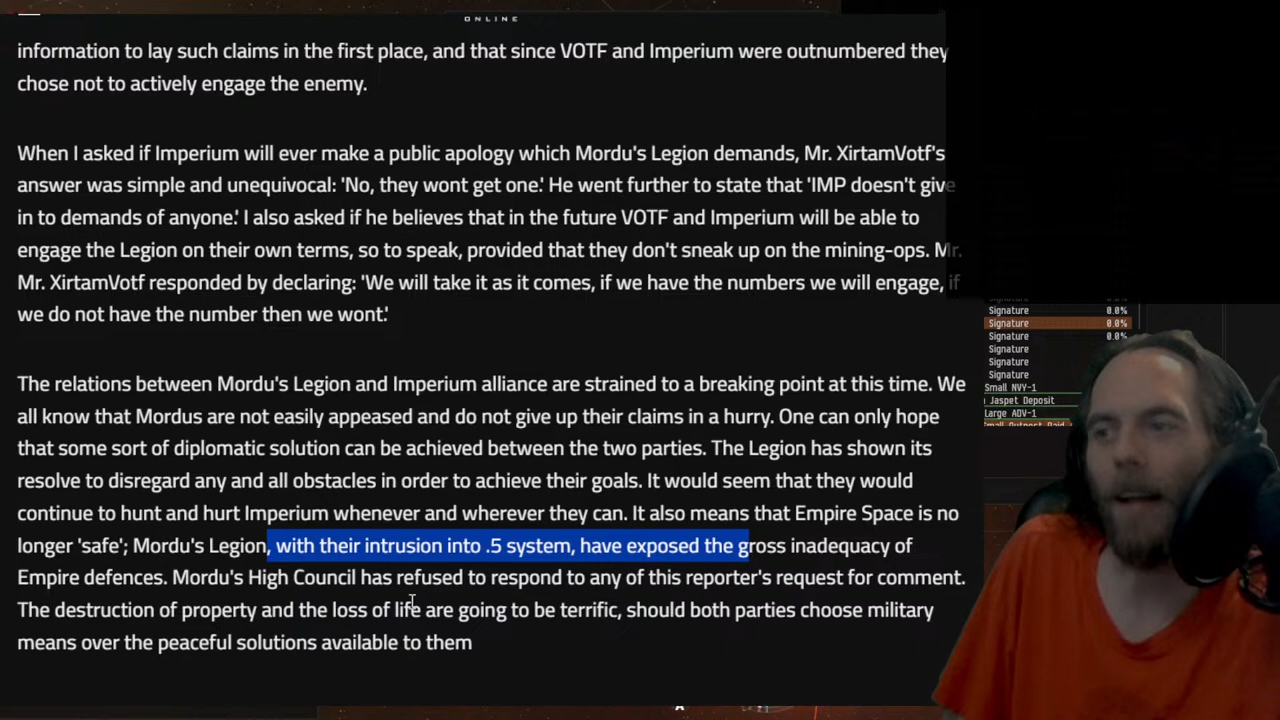 ONLINE
information to lay such claims in the first place, and that since VOTF and Imperium were outnumbered they
chose not to actively engage the enemy.
When I asked if Imperium will ever make a public apology which Mordu's Legion demands, Mr. XirtamVotf's
answer was simple and unequivocal: 'No, they wont get one.' He went further to state that 'IMP doesn't give
in to demands of anyone.' I also asked if he believes that in the future VOTF and Imperium will be able to
engage the Legion on their own terms, so to speak, provided that they don't sneak up on the mining-ops. Mr.
Mr. XirtamVotf responded by declaring: 'We will take it as it comes, if we have the numbers we will engage, if
we do not have the number then we wont.'
The relations between Mordu's Legion and Imperium alliance are strained to a breaking point at this time. We
all know that Mordus are not easily appeased and do not give up their claims in a hurry. One can only hope
that some sort of diplomatic solution can be achieved between the two parties. The Legion has shown its
resolve to disregard any and all obstacles in order to achieve their goals. It would seem that they would
continue to hunt and hurt Imperium whenever and wherever they can. It also means that Empire Space is no
longer 'safe'; Mordu's Legion, with their intrusion into .5 system, have exposed the gross inadequacy of
Empire defences. Mordu's High Council has refused to respond to any of this reporter's request for comment.
The destruction of property and the loss of life are going to be terrific, should both parties choose military
means over the peaceful solutions available to them
Signature 0.0%
Signature 0.0%
Signature 0.0%
Signature
Signature
Signature
Small NVY-1
Jaspet Deposit
Large ADV-1
Small Outpost Raid